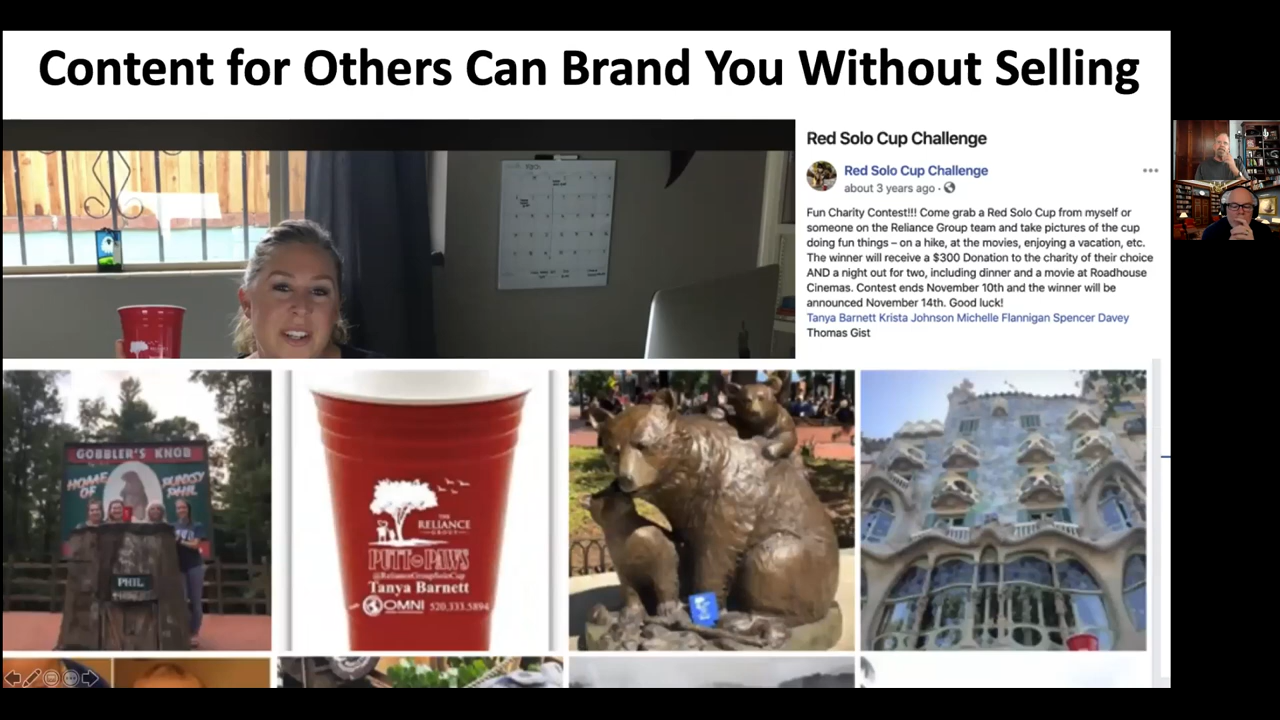 Content for Others Can Brand You Without Selling
Red Solo Cup Challenge
Red Solo Cup Challenge
about 3 years ago
Fun Charity Contest!!! Come grab a Red Solo Cup from myself or
someone on the Reliance Group team and take pictures of the cup
doing fun things – on a hike, at the movies, enjoying a vacation, etc.
The winner will receive a $300 Donation to the charity of their choice
AND a night out for two, including dinner and a movie at Roadhouse
Cinemas. Contest ends November 10th and the winner will be
announced November 14th. Good luck!
Tanya Barnett Krista Johnson Michelle Flannigan Spencer Davey
Thomas Gist
GOBBLER'S KNOB
HOME OF
PUNXSY PHIL
PHIL
THE
RELIANCE
GROUP
PUTT FOR PAWS
@RelianceGroupSoloCup
Tanya Barnett
OMNI 520.333.5894